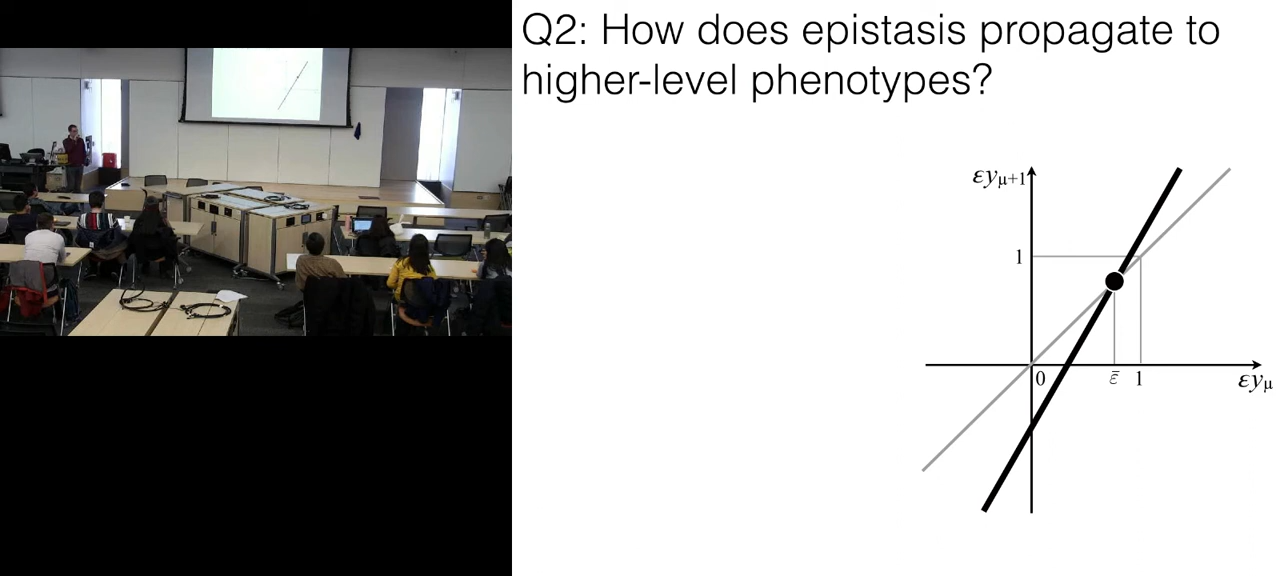 Q2: How does epistasis propagate to
higher-level phenotypes?
εyμ+1
1
0
ε̄
1
εyμ